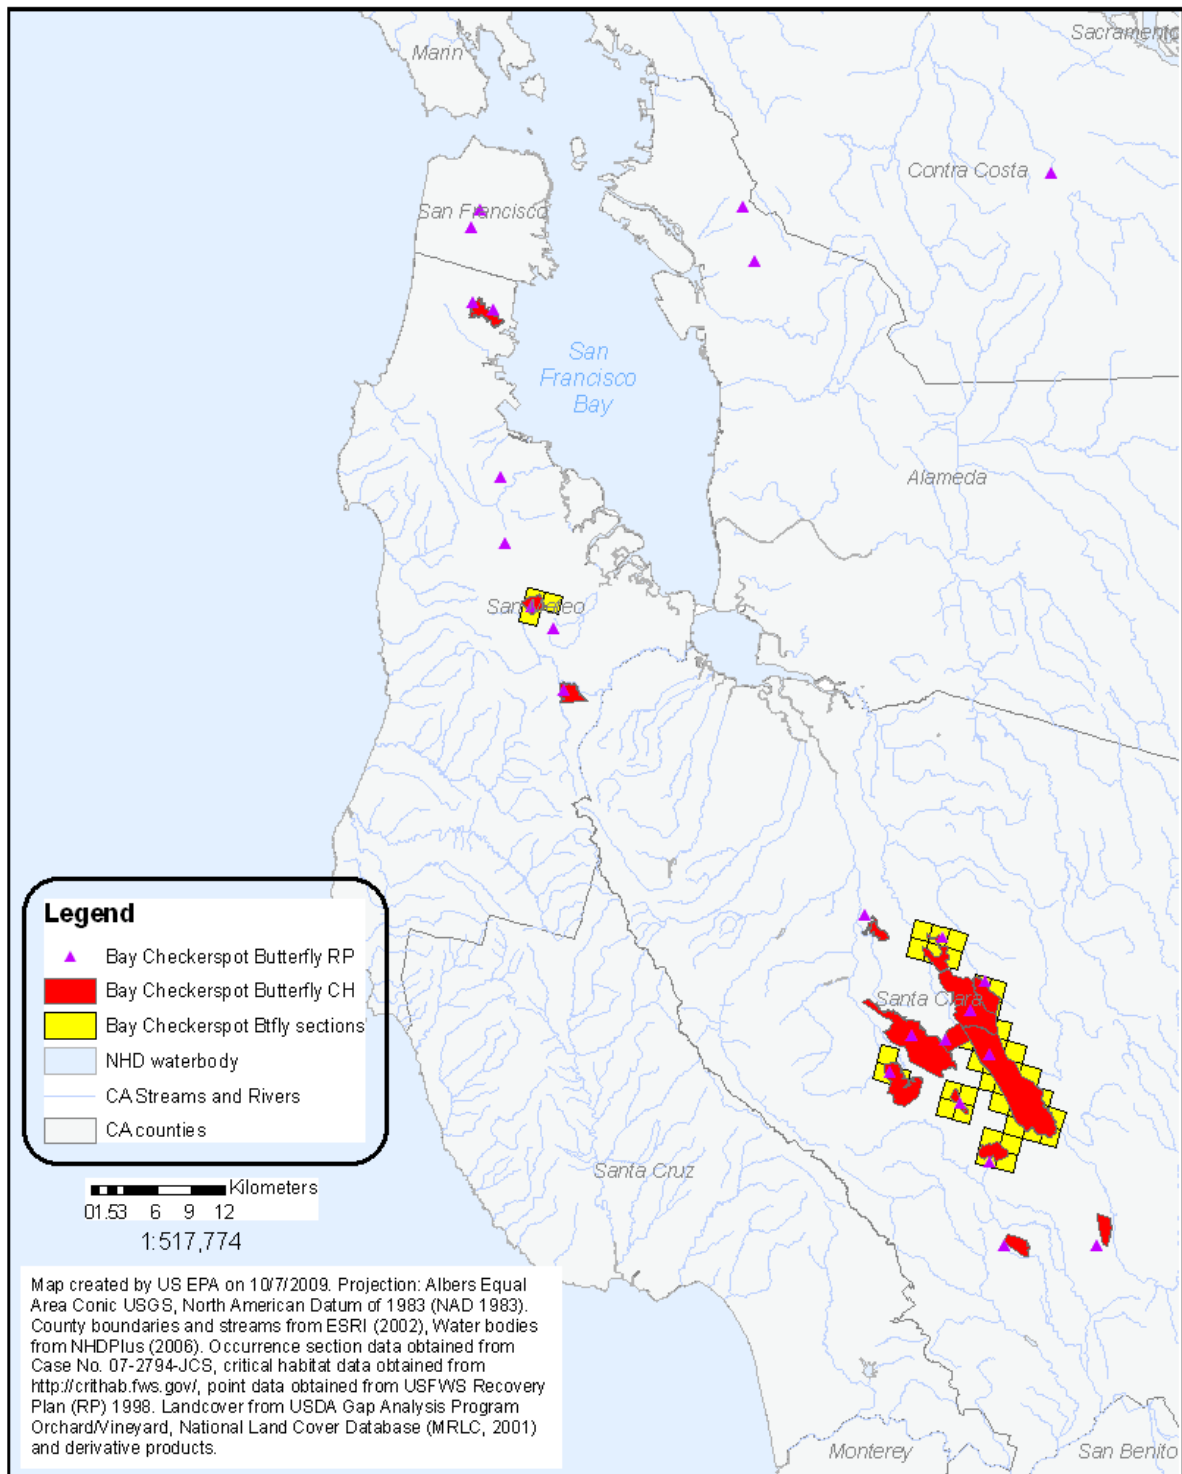 Sacramento
Marin
Contra Costa
San Francisco
San
Francisco
Bay
Alameda
San Mateo
Legend
Bay Checkerspot Butterfly RP
Bay Checkerspot Butterfly CH
Bay Checkerspot Btfly sections
NHD waterbody
CA Streams and Rivers
CA counties
Santa Clara
Santa Cruz
Kilometers
01.53 6 9 12
1:517,774
Map created by US EPA on 10/7/2009. Projection: Albers Equal
Area Conic USGS, North American Datum of 1983 (NAD 1983).
County boundaries and streams from ESRI (2002), Water bodies
from NHDPlus (2006). Occurrence section data obtained from
Case No. 07-2794-JCS, critical habitat data obtained from
http://crithab.fws.gov/, point data obtained from USFWS Recovery
Plan (RP) 1998. Landcover from USDA Gap Analysis Program
Orchard/Vineyard, National Land Cover Database (MRLC, 2001)
and derivative products.
Monterey
San Benito